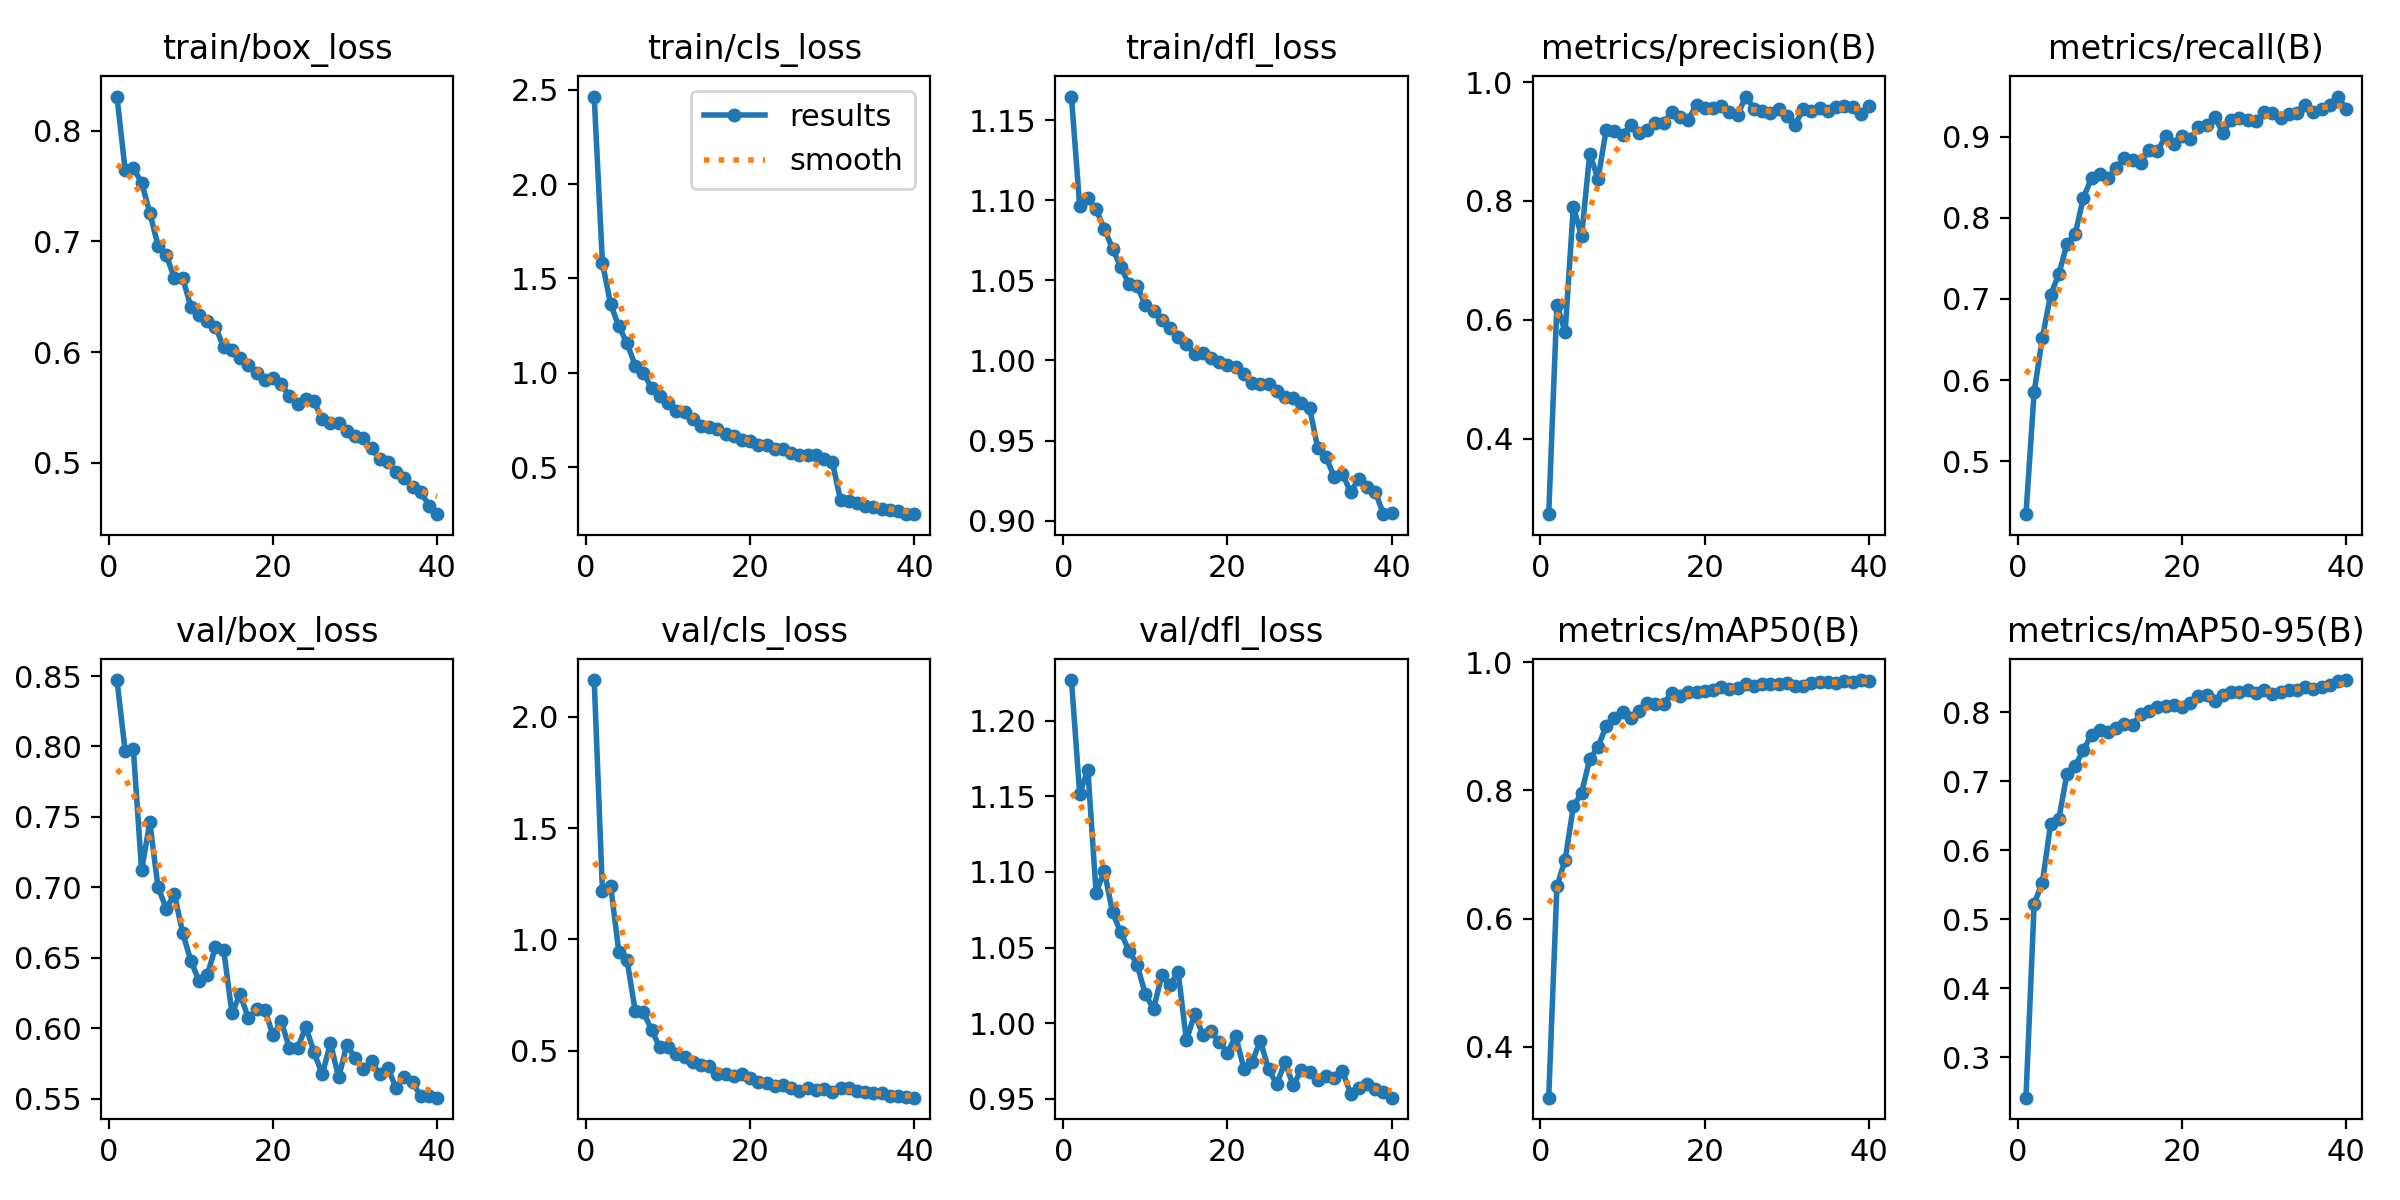 train/box_loss
0.8
0.7
0.6
0.5
0 20 40
train/cls_loss
results
smooth
2.5
2.0
1.5
1.0
0.5
0 20 40
train/dfl_loss
1.15
1.10
1.05
1.00
0.95
0.90
0 20 40
metrics/precision(B)
1.0
0.8
0.6
0.4
0 20 40
metrics/recall(B)
0.9
0.8
0.7
0.6
0.5
0 20 40
val/box_loss
0.85
0.80
0.75
0.70
0.65
0.60
0.55
0 20 40
val/cls_loss
2.0
1.5
1.0
0.5
0 20 40
val/dfl_loss
1.20
1.15
1.10
1.05
1.00
0.95
0 20 40
metrics/mAP50(B)
1.0
0.8
0.6
0.4
0 20 40
metrics/mAP50-95(B)
0.8
0.7
0.6
0.5
0.4
0.3
0 20 40